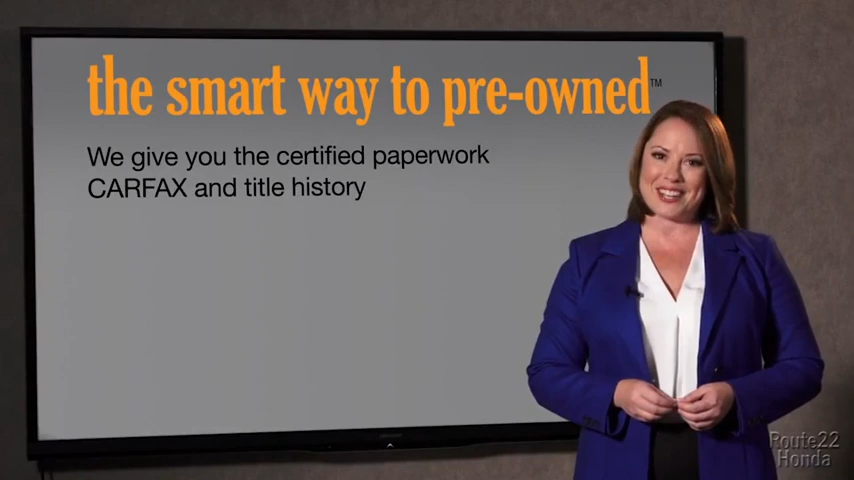 the smart way to pre-owned™
We give you the certified paperwork
CARFAX and title history
Route22
Honda